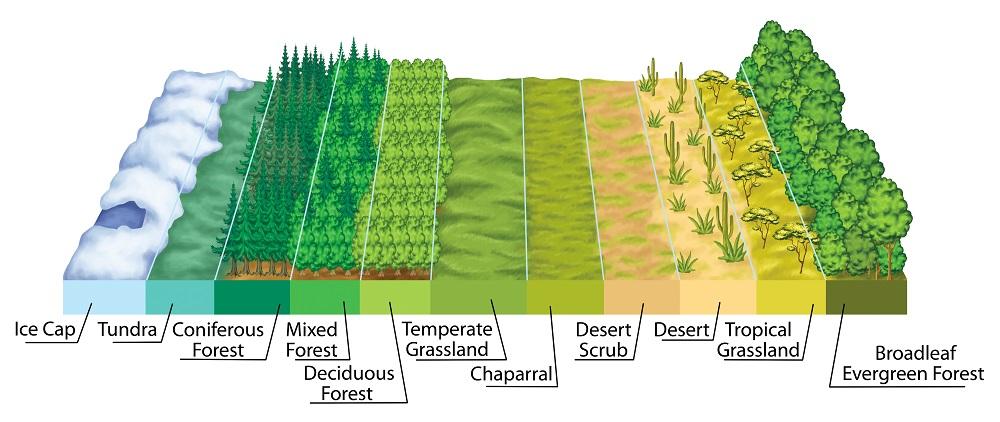 Ice Cap
Tundra
Coniferous
Forest
Mixed
Forest
Deciduous
Forest
Temperate
Grassland
Chaparral
Desert
Scrub
Desert
Tropical
Grassland
Broadleaf
Evergreen Forest